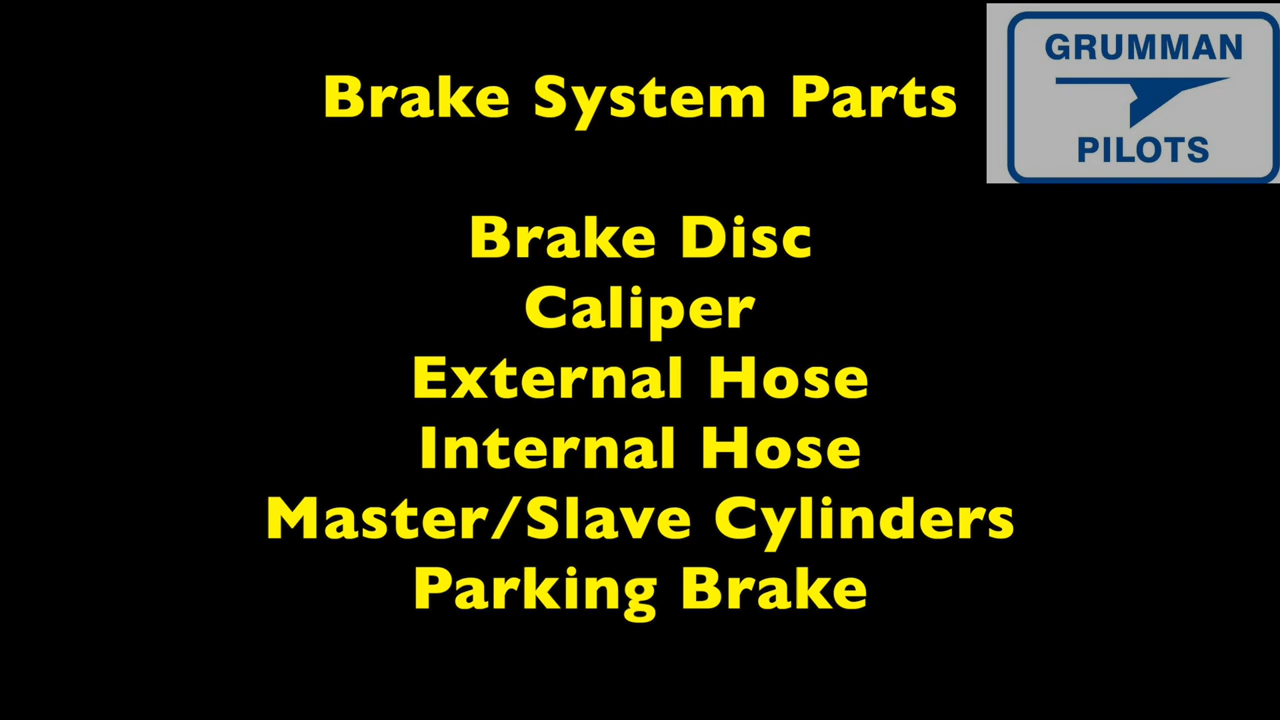 Brake System Parts
GRUMMAN
PILOTS
Brake Disc
Caliper
External Hose
Internal Hose
Master/Slave Cylinders
Parking Brake